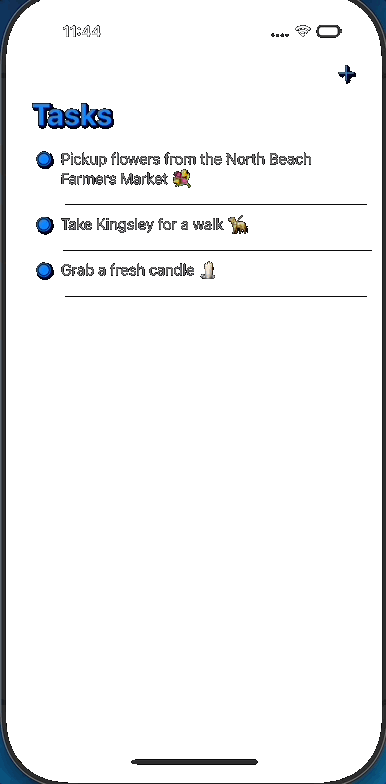 11:44
+
Tasks
Pickup flowers from the North Beach
Farmers Market 💐
Take Kingsley for a walk 🐕
Grab a fresh candle 🕯️